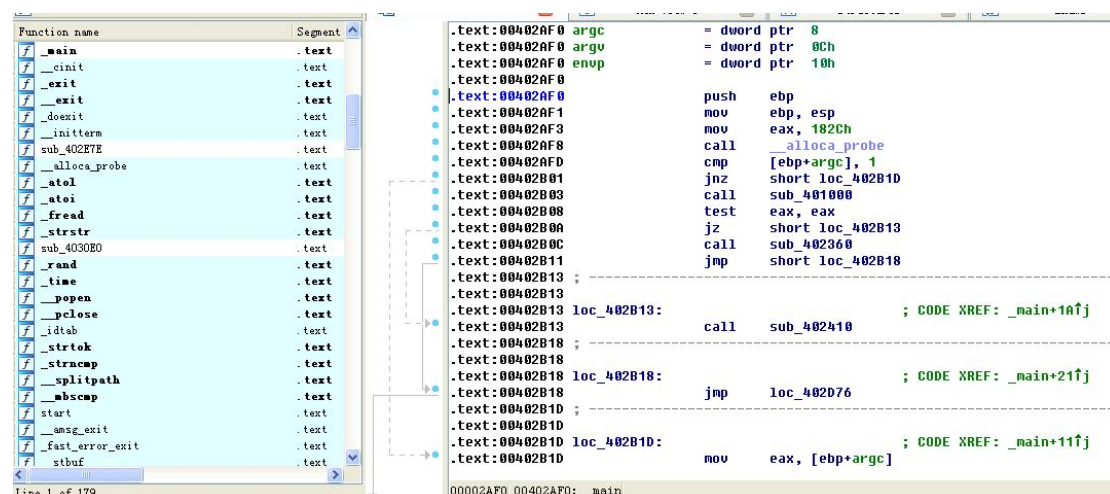 Function name Segment
f _main .text
f __cinit .text
f _exit .text
f __exit .text
f _doexit .text
f __initterm .text
f sub_402E7E .text
f __alloca_probe .text
f _atol .text
f _atoi .text
f _fread .text
f _strstr .text
f sub_4030E0 .text
f _rand .text
f _time .text
f __popen .text
f __pclose .text
f _idtab .text
f _strtok .text
f _strncmp .text
f __splitpath .text
f __mbscmp .text
f start .text
f __amsg_exit .text
f _fast_error_exit .text
f __stbuf .text
Line 1 of 179
.text:00402AF0 argc = dword ptr 8
.text:00402AF0 argv = dword ptr 0Ch
.text:00402AF0 envp = dword ptr 10h
.text:00402AF0
.text:00402AF0 push ebp
.text:00402AF1 mov ebp, esp
.text:00402AF3 mov eax, 182Ch
.text:00402AF8 call __alloca_probe
.text:00402AFD cmp [ebp+argc], 1
.text:00402B01 jnz short loc_402B1D
.text:00402B03 call sub_401000
.text:00402B08 test eax, eax
.text:00402B0A jz short loc_402B13
.text:00402B0C call sub_402360
.text:00402B11 jmp short loc_402B18
.text:00402B13 ; ---------------------------------------------------------------------------
.text:00402B13
.text:00402B13 loc_402B13: ; CODE XREF: _main+1A↑j
.text:00402B13 call sub_402410
.text:00402B18 ; ---------------------------------------------------------------------------
.text:00402B18
.text:00402B18 loc_402B18: ; CODE XREF: _main+21↑j
.text:00402B18 jmp loc_402D76
.text:00402B1D ; ---------------------------------------------------------------------------
.text:00402B1D
.text:00402B1D loc_402B1D: ; CODE XREF: _main+11↑j
.text:00402B1D mov eax, [ebp+argc]
00002AF0 00402AF0: _main